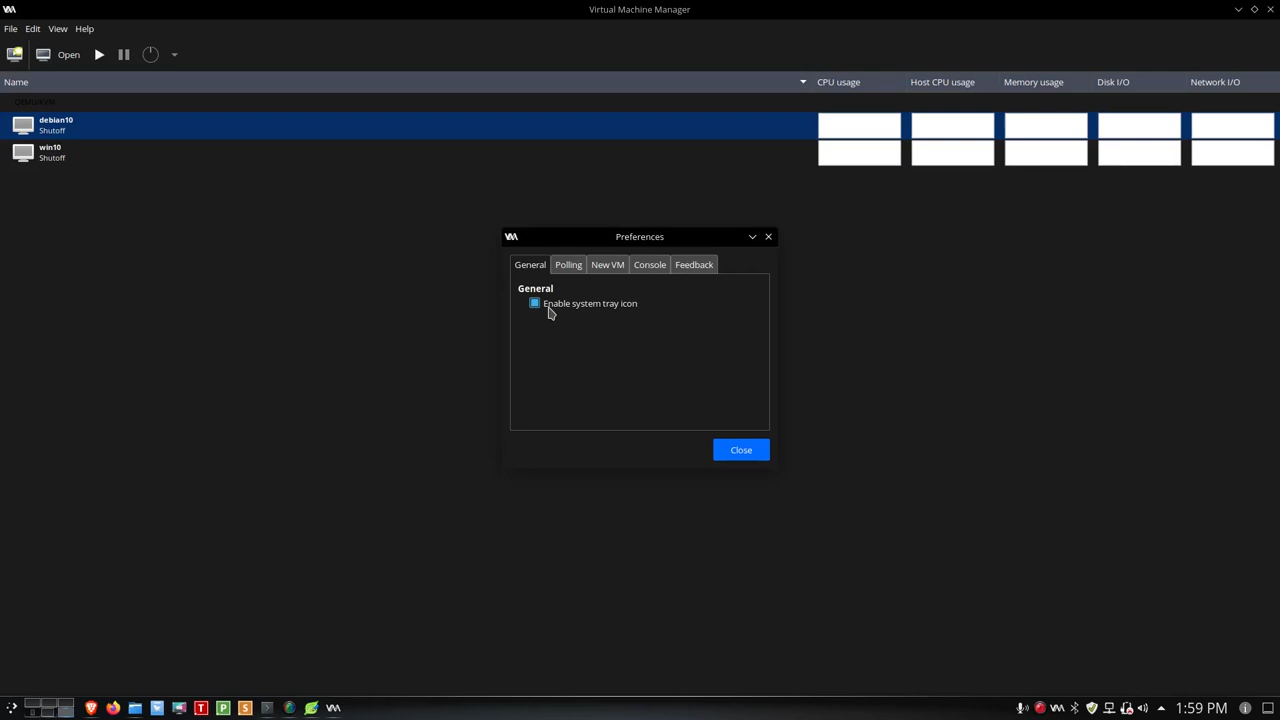 Virtual Machine Manager
File Edit View Help
Open
Name CPU usage Host CPU usage Memory usage Disk I/O Network I/O
QEMU/KVM
debian10
Shutoff
win10
Shutoff
Preferences
General Polling New VM Console Feedback
General
Enable system tray icon
Close
T P S 1:59 PM